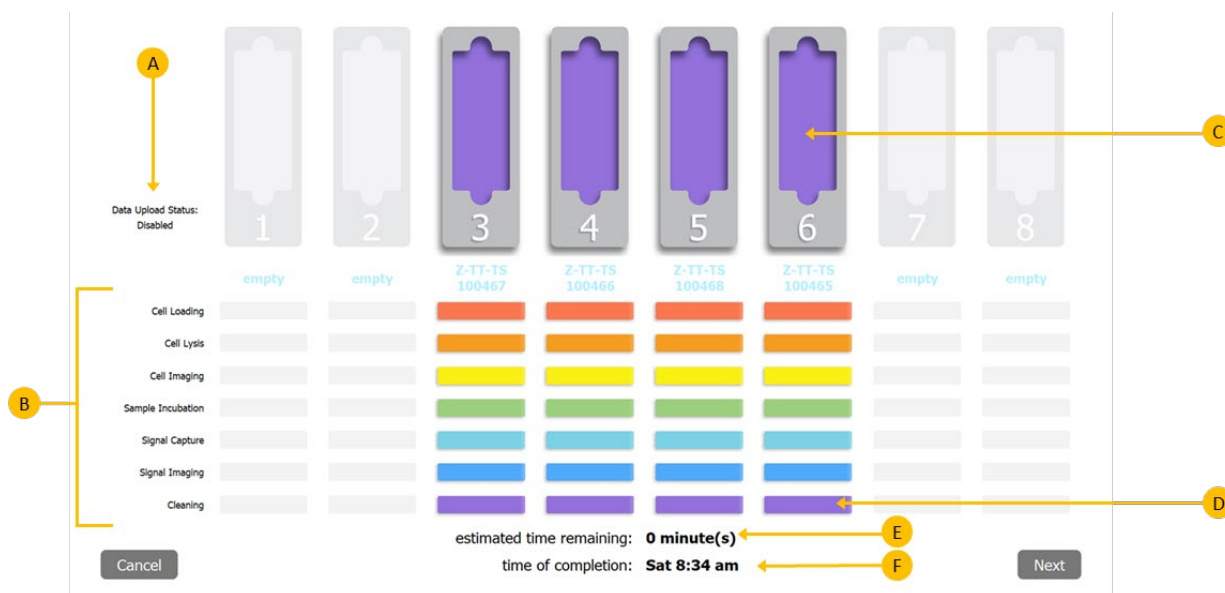 A
C
Data Upload Status:
Disabled
1 2 3 4 5 6 7 8
empty empty Z-TT-TS Z-TT-TS Z-TT-TS Z-TT-TS empty empty
100467 100466 100468 100465
Cell Loading
Cell Lysis
Cell Imaging
B
Sample Incubation
Signal Capture
Signal Imaging
Cleaning
D
estimated time remaining: 0 minute(s) E
Cancel time of completion: Sat 8:34 am F Next